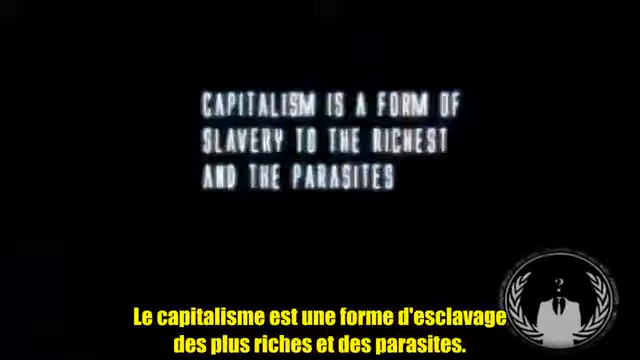 CAPITALISM IS A FORM OF
SLAVERY TO THE RICHEST
AND THE PARASITES
?
Le capitalisme est une forme d'esclavage
des plus riches et des parasites.